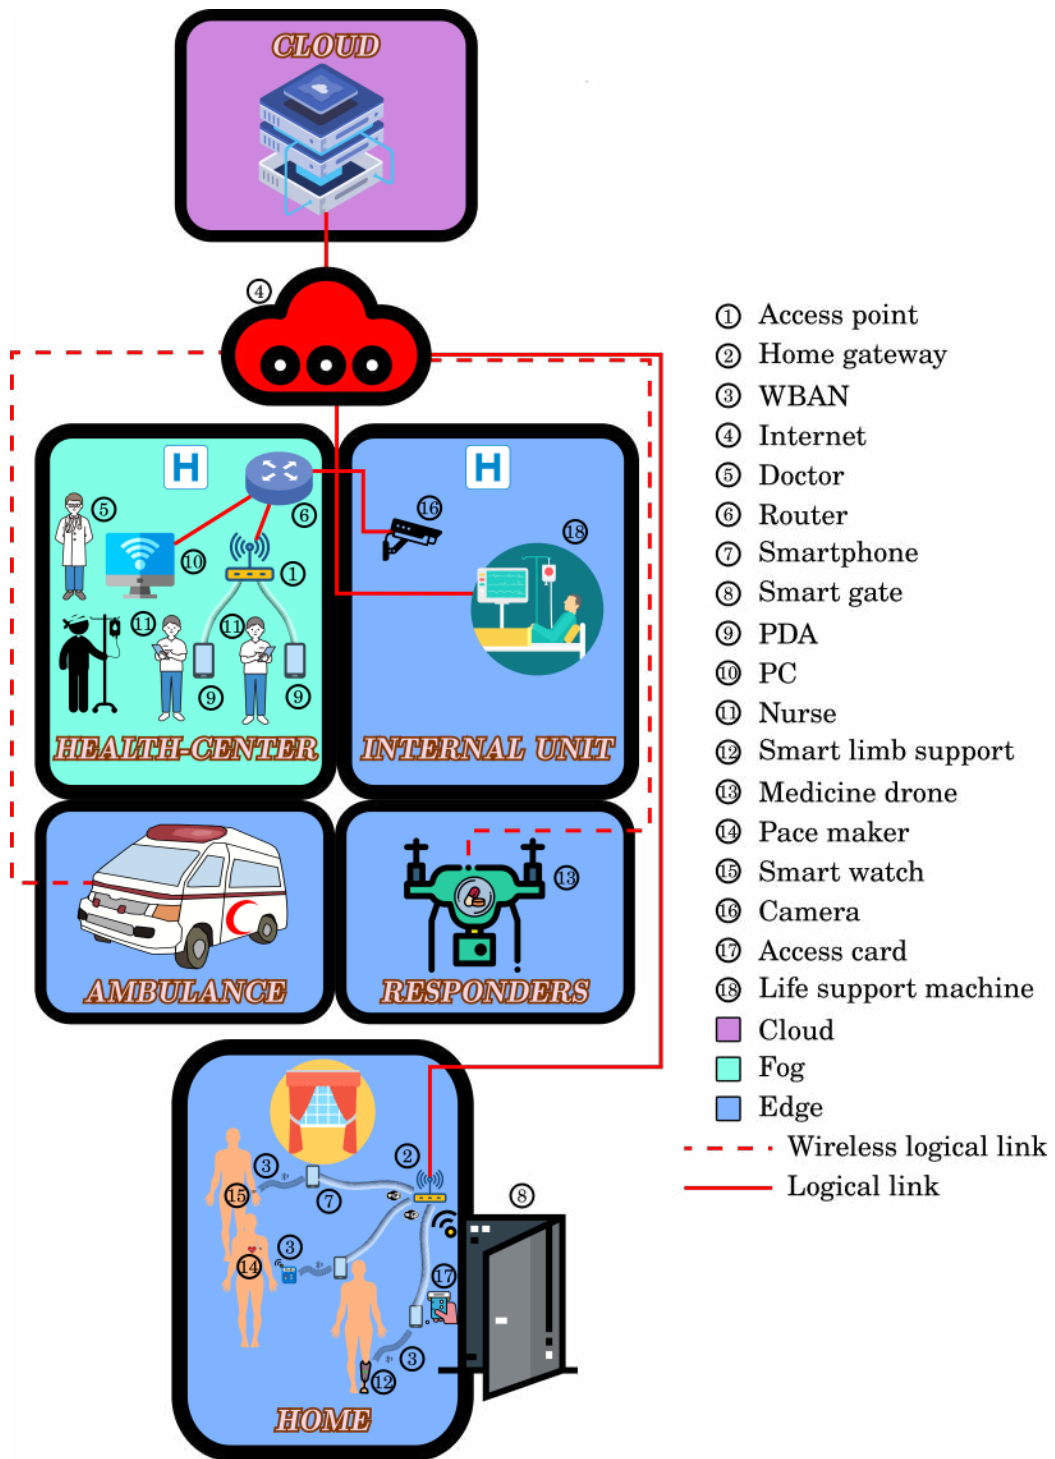 CLOUD
4
H
H
5
6
16
18
10
1
11
11
9
9
HEALTH-CENTER
INTERNAL UNIT
13
AMBULANCE
RESPONDERS
2
3
15
7
8
3
14
17
3
12
HOME
1 Access point
2 Home gateway
3 WBAN
4 Internet
5 Doctor
6 Router
7 Smartphone
8 Smart gate
9 PDA
10 PC
11 Nurse
12 Smart limb support
13 Medicine drone
14 Pace maker
15 Smart watch
16 Camera
17 Access card
18 Life support machine
Cloud
Fog
Edge
Wireless logical link
Logical link